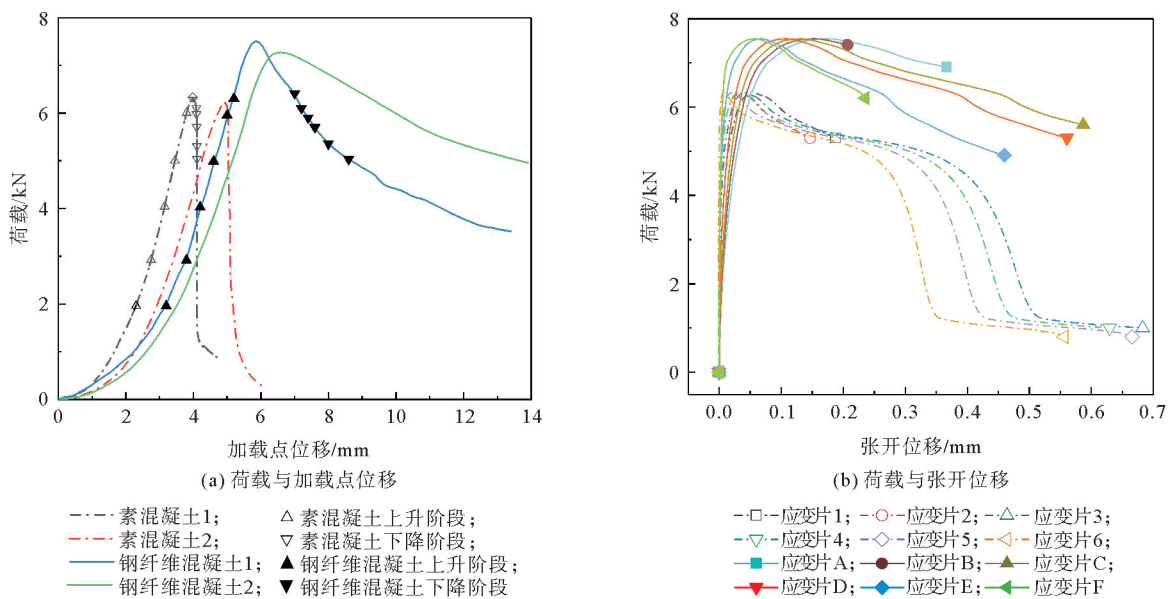 8
6
4
2
0
荷载/kN
0
2
4
6
8
10
12
14
加载点位移/mm
(a) 荷载与加载点位移
素混凝土1;
素混凝土上升阶段;
素混凝土2;
素混凝土下降阶段;
钢纤维混凝土1;
钢纤维混凝土上升阶段;
钢纤维混凝土2;
钢纤维混凝土下降阶段
8
6
4
2
0
荷载/kN
0.0
0.1
0.2
0.3
0.4
0.5
0.6
0.7
张开位移/mm
(b) 荷载与张开位移
应变片1;
应变片2;
应变片3;
应变片4;
应变片5;
应变片6;
应变片A;
应变片B;
应变片C;
应变片D;
应变片E;
应变片F